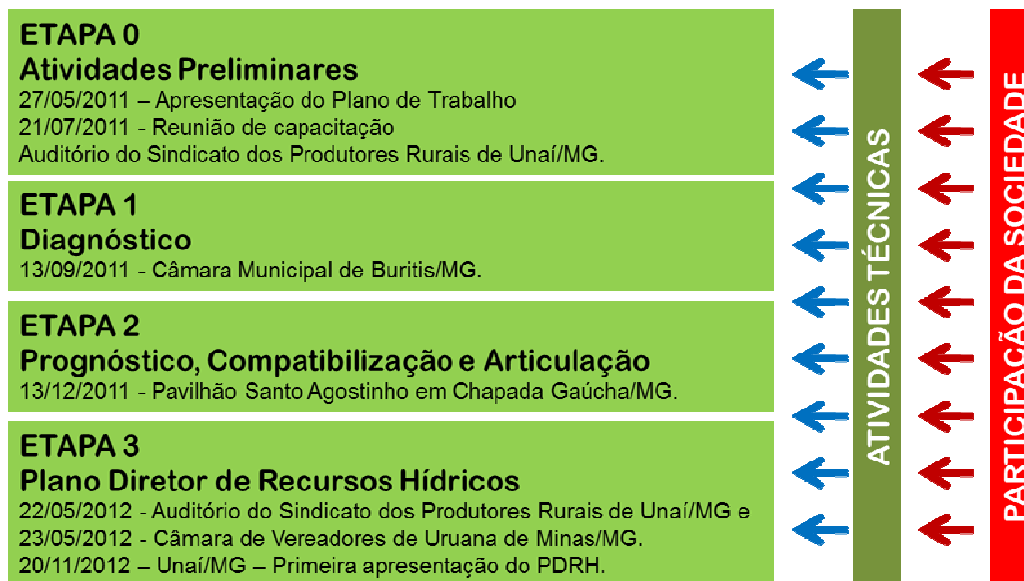 ETAPA 0
Atividades Preliminares
27/05/2011 – Apresentação do Plano de Trabalho
21/07/2011 - Reunião de capacitação
Auditório do Sindicato dos Produtores Rurais de Unaí/MG.
ETAPA 1
Diagnóstico
13/09/2011 - Câmara Municipal de Buritis/MG.
ETAPA 2
Prognóstico, Compatibilização e Articulação
13/12/2011 - Pavilhão Santo Agostinho em Chapada Gaúcha/MG.
ETAPA 3
Plano Diretor de Recursos Hídricos
22/05/2012 - Auditório do Sindicato dos Produtores Rurais de Unaí/MG e
23/05/2012 - Câmara de Vereadores de Uruana de Minas/MG.
20/11/2012 – Unaí/MG – Primeira apresentação do PDRH.
ATIVIDADES TÉCNICAS
PARTICIPAÇÃO DA SOCIEDADE